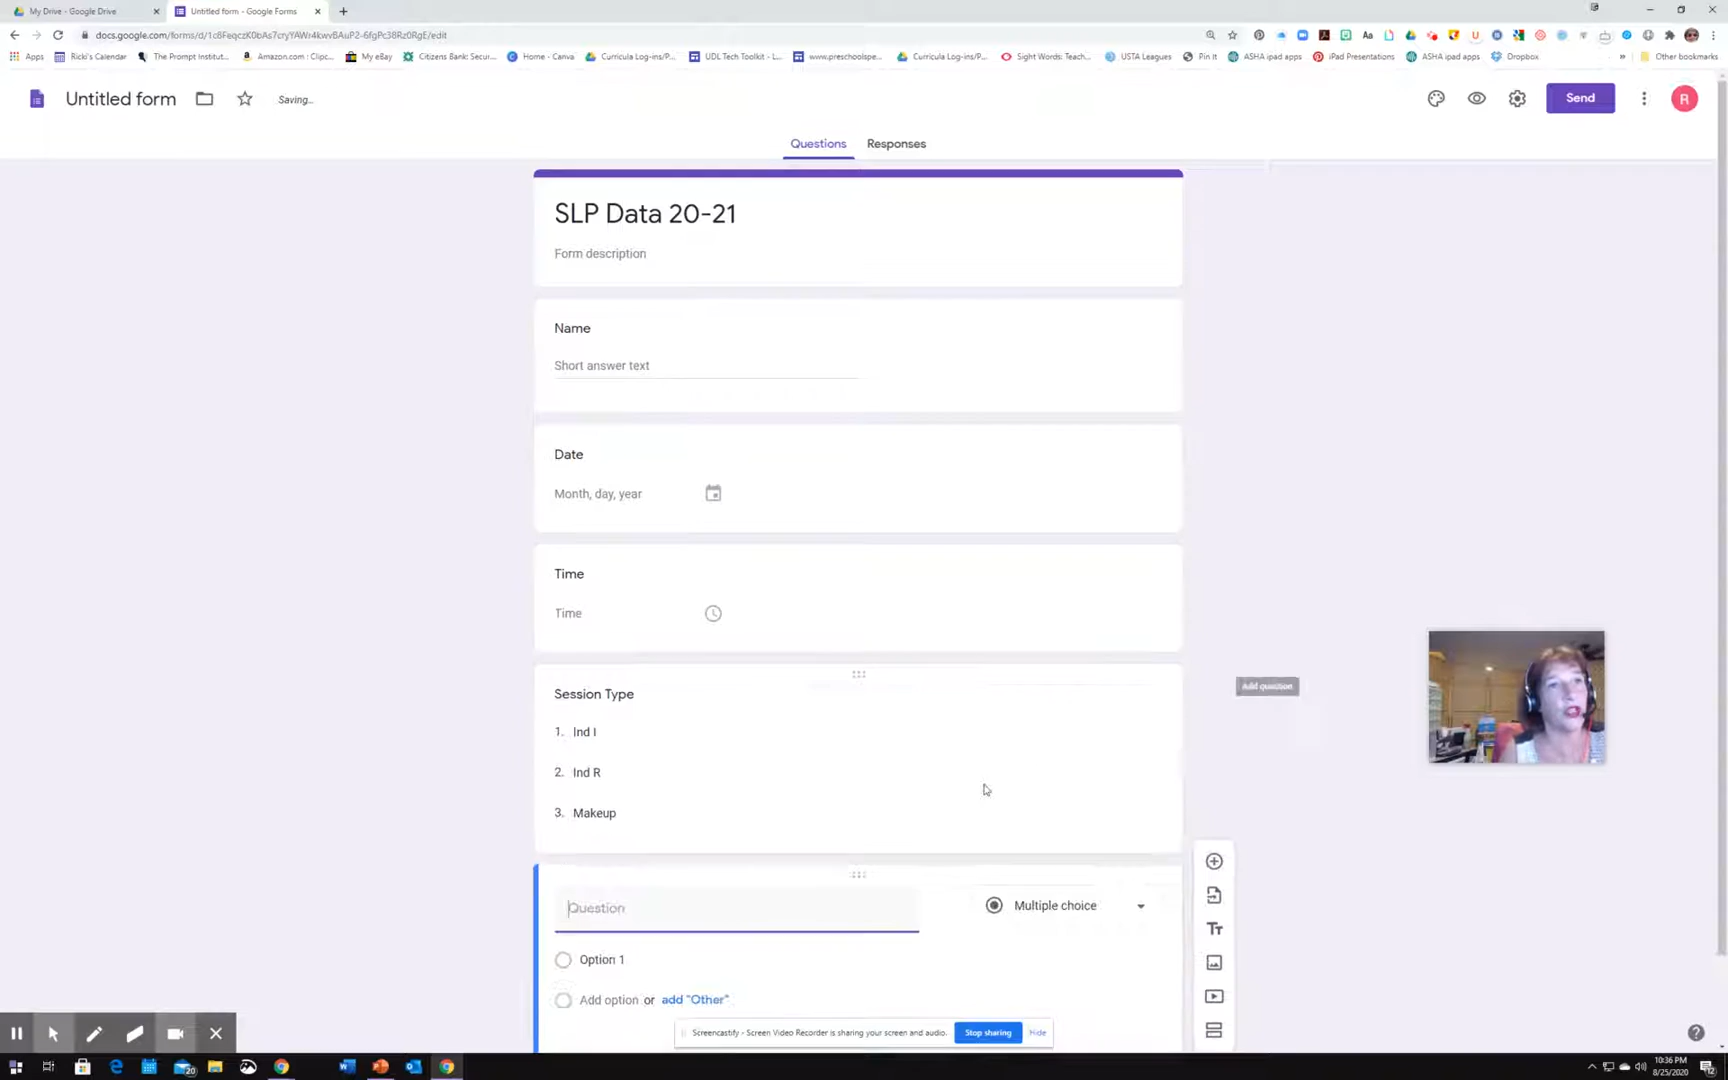 My Drive - Google Drive
Untitled form - Google Forms
docs.google.com/forms/d/1c8FeqczK0bAs7cryYAWr4kwvBAuP2-6fgPc38Rz0RgE/edit
Apps
Ricki's Calendar
The Prompt Institut...
Amazon.com : Clipc...
My eBay
Citizens Bank: Secur...
Home - Canva
Curricula Log-ins/P...
UDL Tech Toolkit - L...
www.preschoolspe...
Curricula Log-ins/P...
Sight Words: Teach...
USTA Leagues
Pin It
ASHA ipad apps
iPad Presentations
ASHA ipad apps
Dropbox
Other bookmarks
Untitled form
Saving...
Send
R
Questions
Responses
SLP Data 20-21
Form description
Name
Short answer text
Date
Month, day, year
Time
Time
Session Type
Add question
1. Ind I
2. Ind R
3. Makeup
Question
Multiple choice
Option 1
Add option or add "Other"
Screencastify - Screen Video Recorder is sharing your screen and audio.
Stop sharing
Hide
20
10:36 PM
8/25/2020